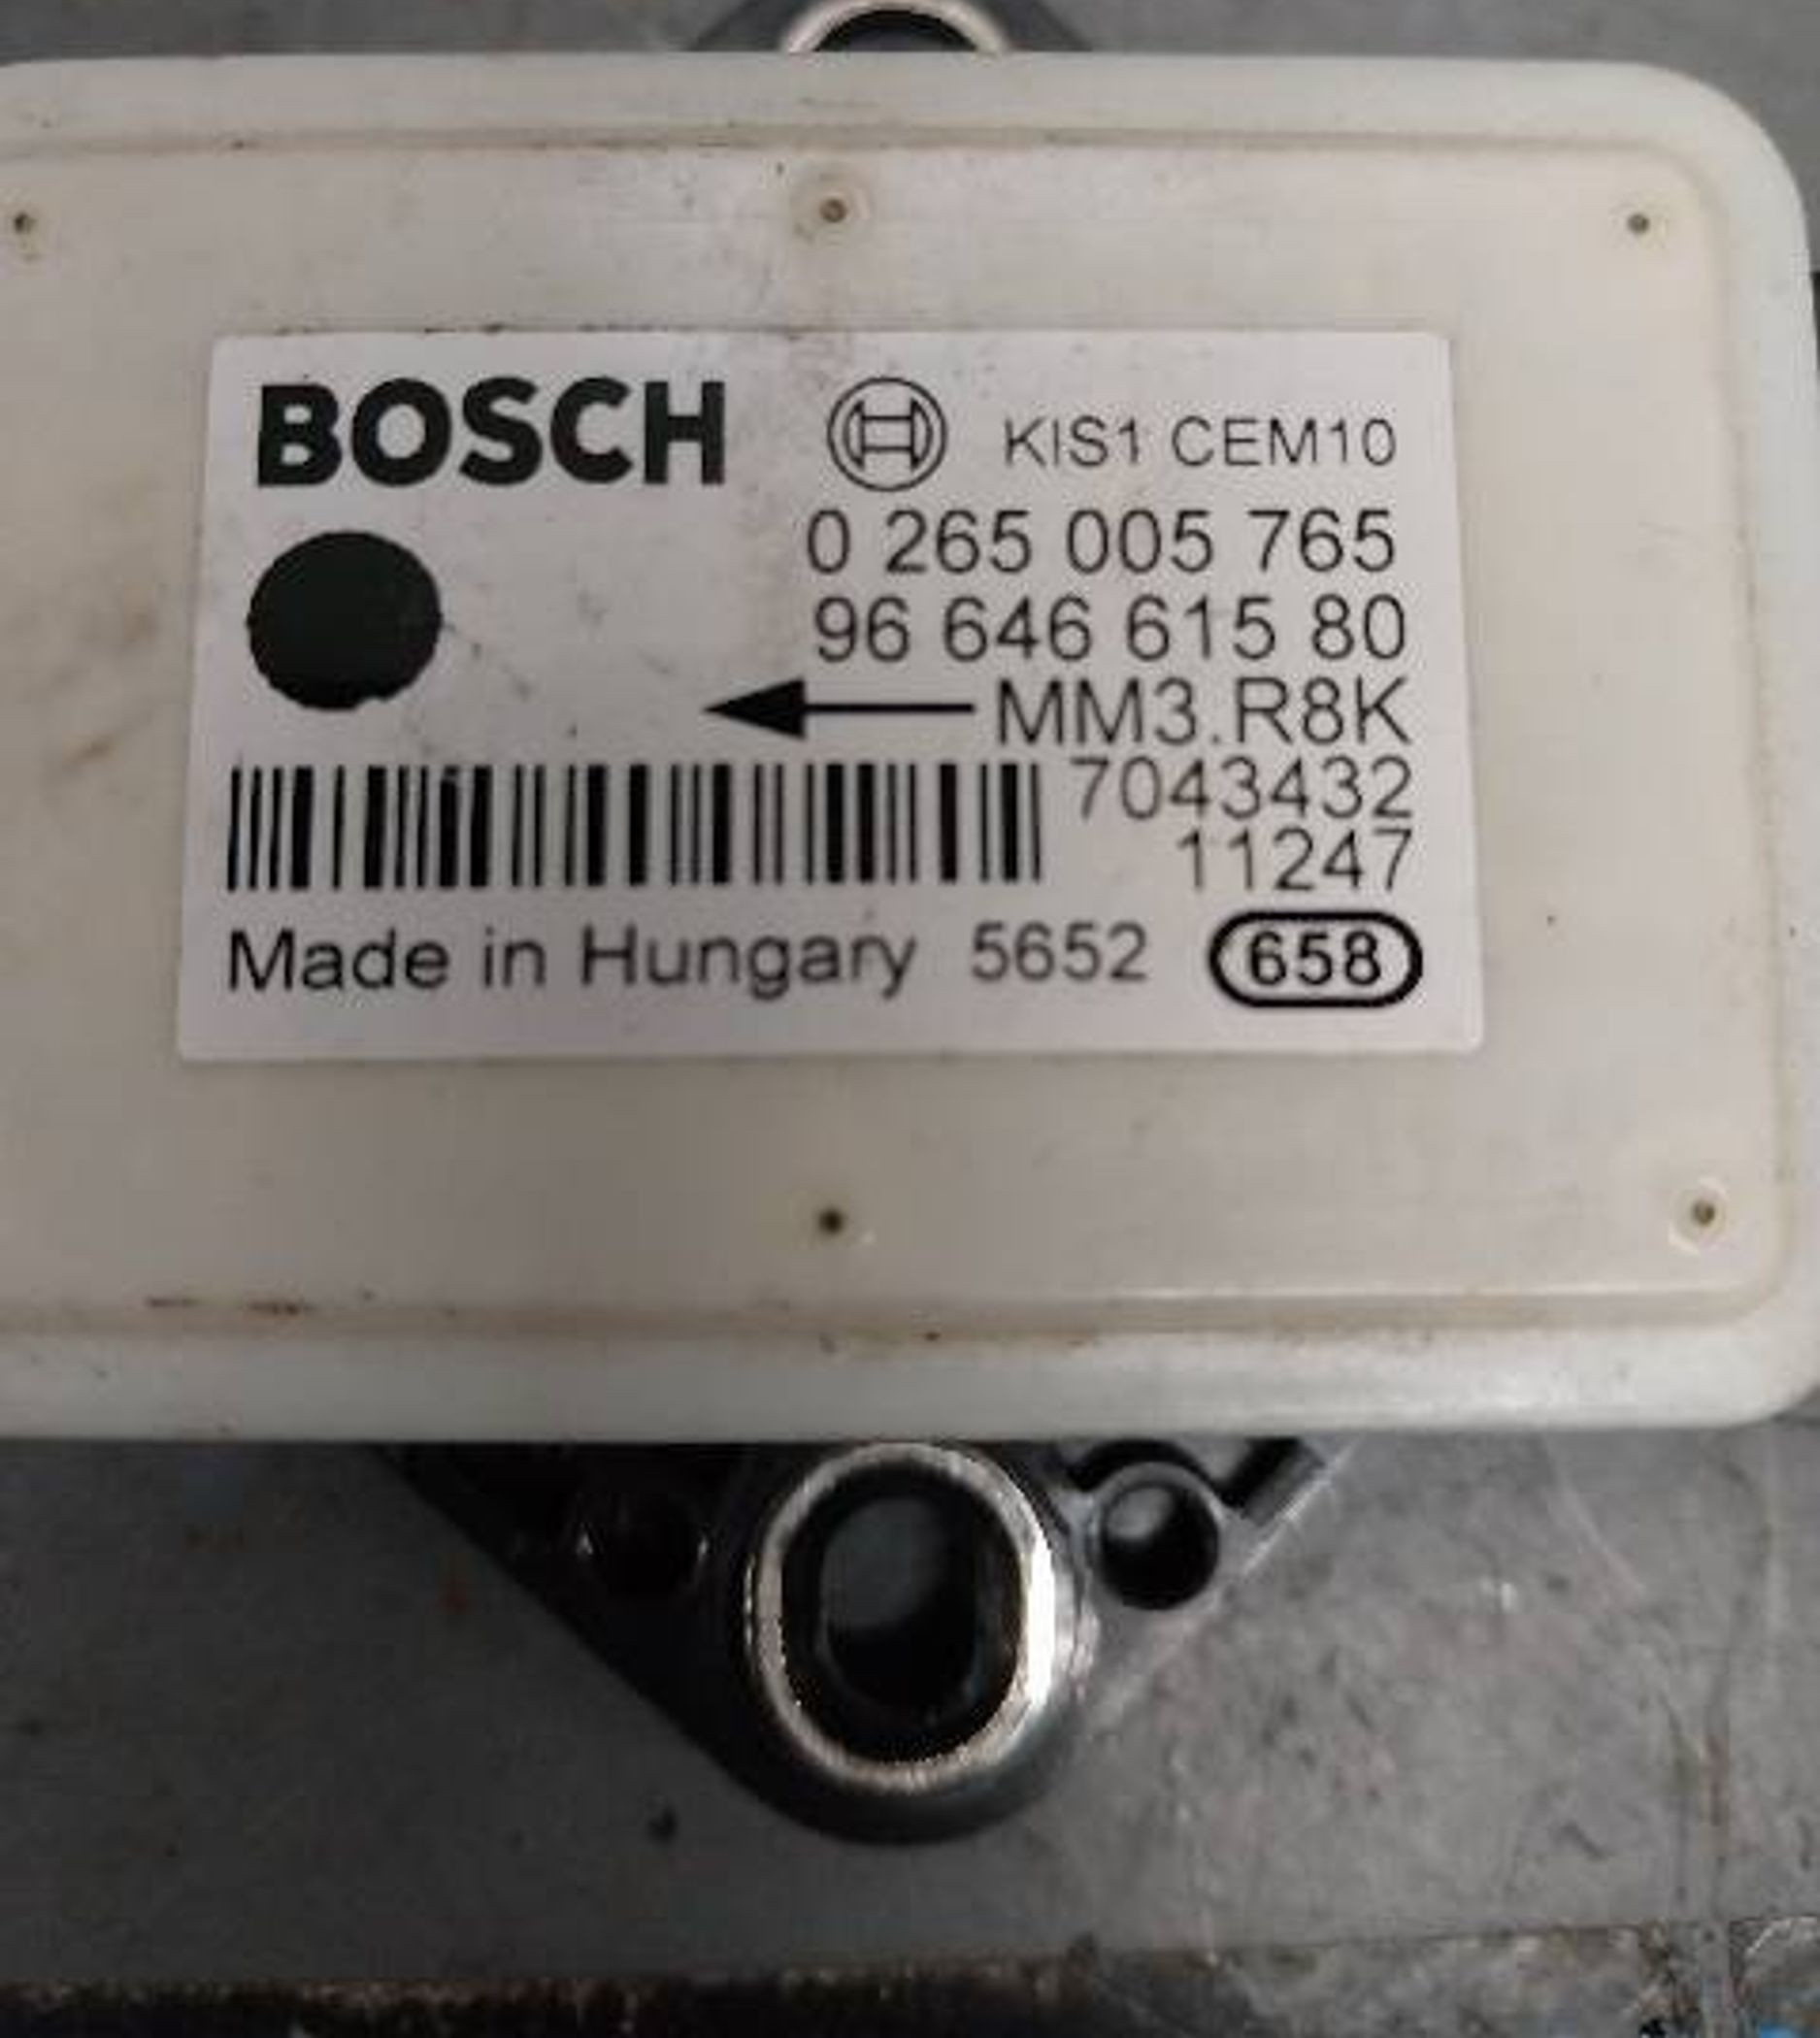 BOSCH KIS1 CEM10
0 265 005 765
96 646 615 80
MM3.R8K
7043432
11247
Made in Hungary 5652 658